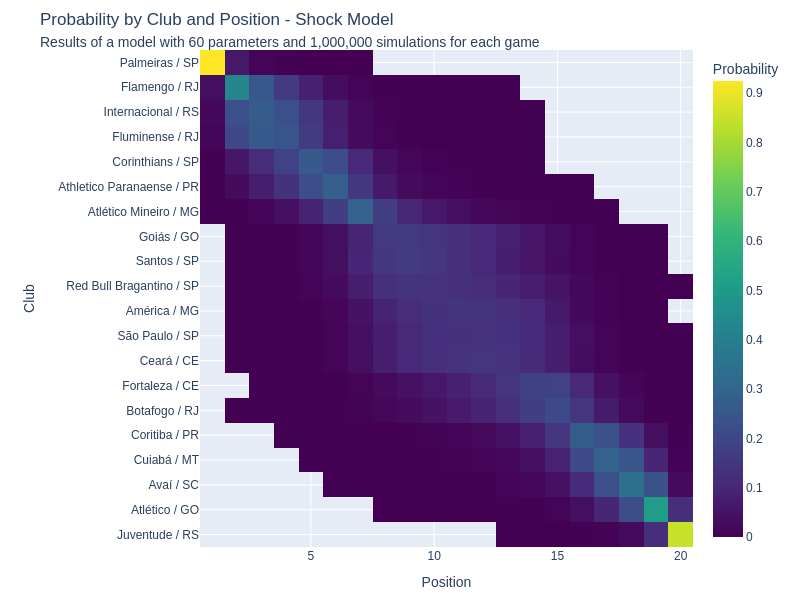 Probability by Club and Position - Shock Model
Results of a model with 60 parameters and 1,000,000 simulations for each game
Probability
Palmeiras / SP
Flamengo / RJ
Internacional / RS
Fluminense / RJ
Corinthians / SP
Athletico Paranaense / PR
Atlético Mineiro / MG
Goiás / GO
Santos / SP
Red Bull Bragantino / SP
América / MG
São Paulo / SP
Ceará / CE
Fortaleza / CE
Botafogo / RJ
Coritiba / PR
Cuiabá / MT
Avaí / SC
Atlético / GO
Juventude / RS
Club
5 10 15 20
Position
0.9
0.8
0.7
0.6
0.5
0.4
0.3
0.2
0.1
0